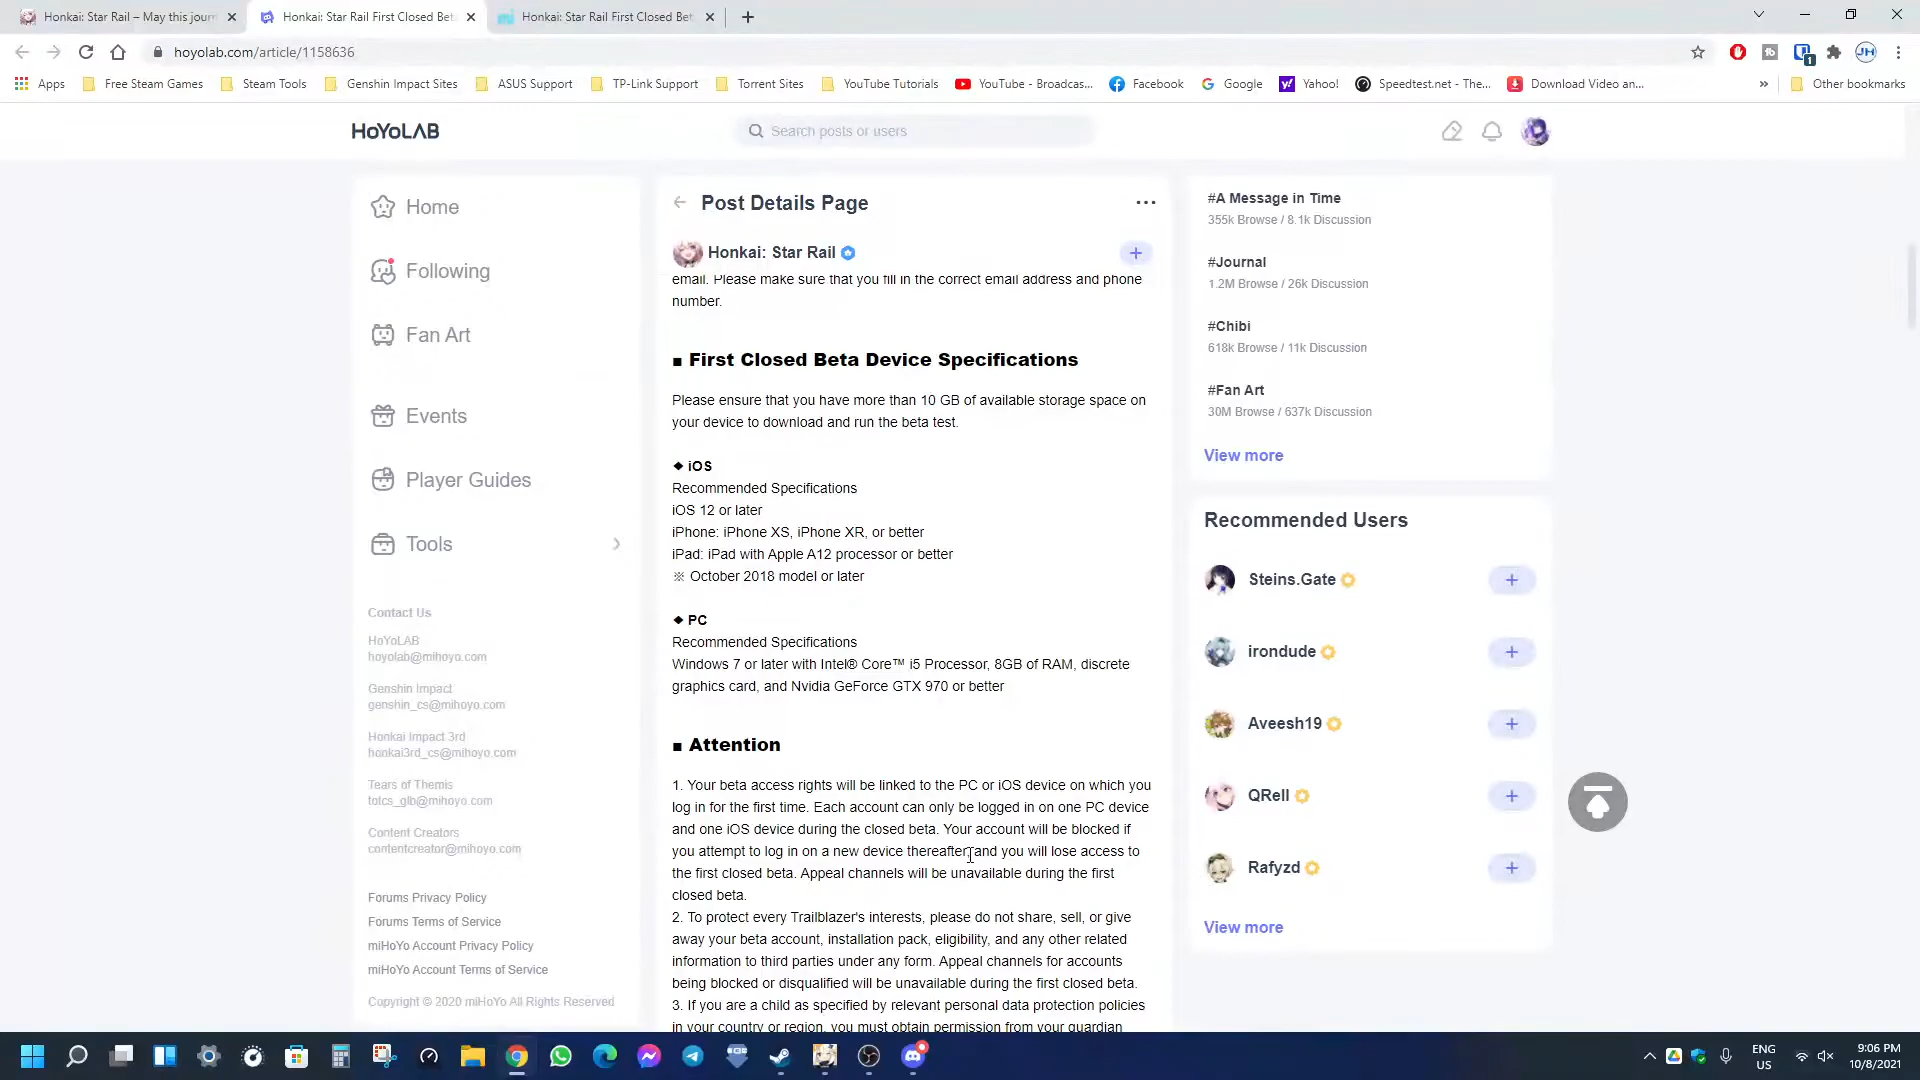 Honkai: Star Rail – May this jour
Honkai: Star Rail First Closed Beta
Honkai: Star Rail First Closed Bet
hoyolab.com/article/1158636
Apps
Free Steam Games
Steam Tools
Genshin Impact Sites
ASUS Support
TP-Link Support
Torrent Sites
YouTube Tutorials
YouTube - Broadcas...
Facebook
Google
Yahoo!
Speedtest.net - The...
Download Video an...
»
Other bookmarks
HoYoLAB
Search posts or users
Home
Following
Fan Art
Events
Player Guides
Tools
Contact Us
HoYoLAB
hoyolab@mihoyo.com
Genshin Impact
genshin_cs@mihoyo.com
Honkai Impact 3rd
honkai3rd_cs@mihoyo.com
Tears of Themis
totcs_glb@mihoyo.com
Content Creators
contentcreator@mihoyo.com
Forums Privacy Policy
Forums Terms of Service
miHoYo Account Privacy Policy
miHoYo Account Terms of Service
Copyright © 2020 miHoYo All Rights Reserved
Post Details Page
Honkai: Star Rail
email. Please make sure that you fill in the correct email address and phone
number.
■ First Closed Beta Device Specifications
Please ensure that you have more than 10 GB of available storage space on
your device to download and run the beta test.
◆ iOS
Recommended Specifications
iOS 12 or later
iPhone: iPhone XS, iPhone XR, or better
iPad: iPad with Apple A12 processor or better
※ October 2018 model or later
◆ PC
Recommended Specifications
Windows 7 or later with Intel® Core™ i5 Processor, 8GB of RAM, discrete
graphics card, and Nvidia GeForce GTX 970 or better
■ Attention
1. Your beta access rights will be linked to the PC or iOS device on which you
log in for the first time. Each account can only be logged in on one PC device
and one iOS device during the closed beta. Your account will be blocked if
you attempt to log in on a new device thereafter, and you will lose access to
the first closed beta. Appeal channels will be unavailable during the first
closed beta.
2. To protect every Trailblazer's interests, please do not share, sell, or give
away your beta account, installation pack, eligibility, and any other related
information to third parties under any form. Appeal channels for accounts
being blocked or disqualified will be unavailable during the first closed beta.
3. If you are a child as specified by relevant personal data protection policies
in your country or region, you must obtain permission from your guardian
#A Message in Time
355k Browse / 8.1k Discussion
#Journal
1.2M Browse / 26k Discussion
#Chibi
618k Browse / 11k Discussion
#Fan Art
30M Browse / 637k Discussion
View more
Recommended Users
Steins.Gate
irondude
Aveesh19
QRell
Rafyzd
View more
ENG
US
9:06 PM
10/8/2021